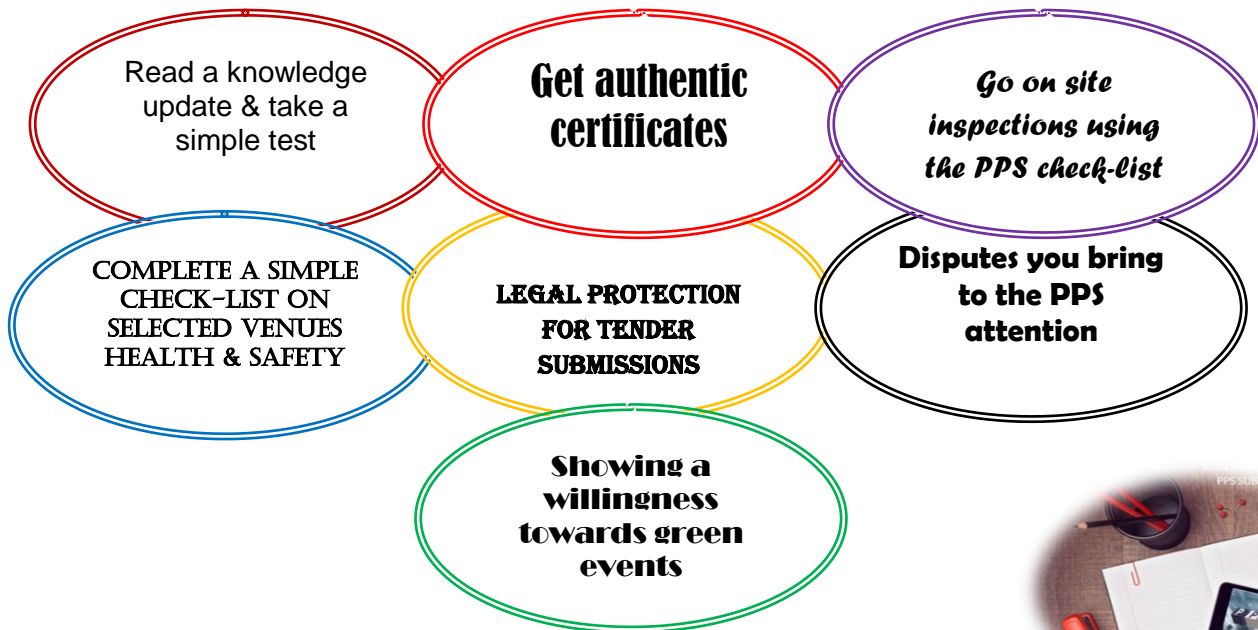 Read a knowledge
update & take a
simple test
Get authentic
certificates
Go on site
inspections using
the PPS check-list
COMPLETE A SIMPLE
CHECK-LIST ON
SELECTED VENUES
HEALTH & SAFETY
LEGAL PROTECTION
FOR TENDER
SUBMISSIONS
Disputes you bring
to the PPS
attention
Showing a
willingness
towards green
events